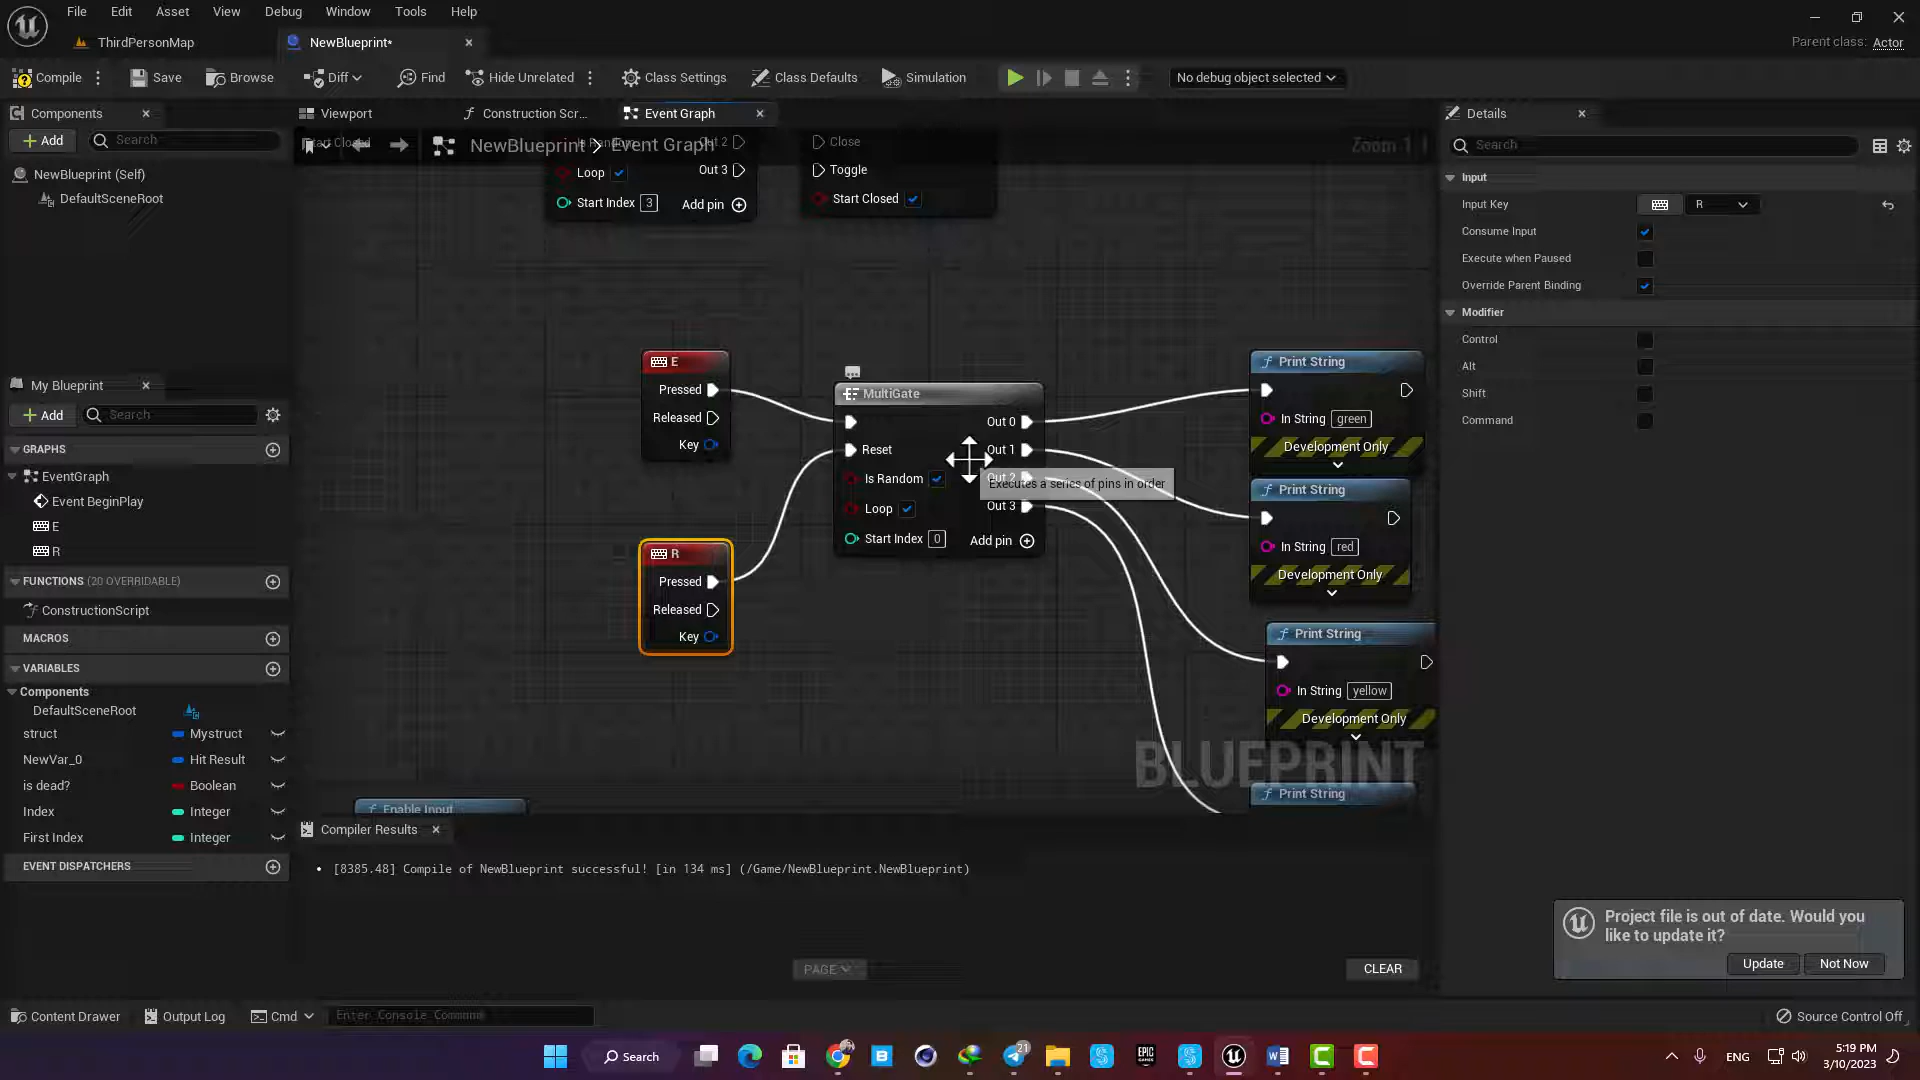 File Edit Asset View Debug Window Tools Help
ThirdPersonMap
NewBlueprint*
Parent class: Actor
Compile Save Browse Diff Find Hide Unrelated Class Settings Class Defaults Simulation No debug object selected
Components
Add Search
NewBlueprint (Self)
DefaultSceneRoot
My Blueprint
Add Search
GRAPHS
EventGraph
Event BeginPlay
E
R
FUNCTIONS (20 OVERRIDABLE)
ConstructionScript
MACROS
VARIABLES
Components
DefaultSceneRoot
struct Mystruct
NewVar_0 Hit Result
is dead? Boolean
Index Integer
First Index Integer
EVENT DISPATCHERS
Viewport Construction Scr... Event Graph
NewBlueprint > Event Graph
Out 2
Loop Out 3
Start Index 3 Add pin
Close
Toggle
Start Closed
E
Pressed
Released
Key
R
Pressed
Released
Key
MultiGate
Out 0
Reset Out 1
Is Random Out 2
Loop Out 3
Start Index 0 Add pin
Executes a series of pins in order
Print String
In String green
Development Only
Print String
In String red
Development Only
Print String
In String yellow
Development Only
Print String
BLUEPRINT
Enable Input
Compiler Results
[8385.48] Compile of NewBlueprint successful! [in 134 ms] (/Game/NewBlueprint.NewBlueprint)
PAGE
CLEAR
Details
Search
Input
Input Key R
Consume Input
Execute when Paused
Override Parent Binding
Modifier
Control
Alt
Shift
Command
Project file is out of date. Would you
like to update it?
Update Not Now
Content Drawer Output Log Cmd Enter Console Command Source Control Off
Search
21
ENG
5:19 PM
3/10/2023